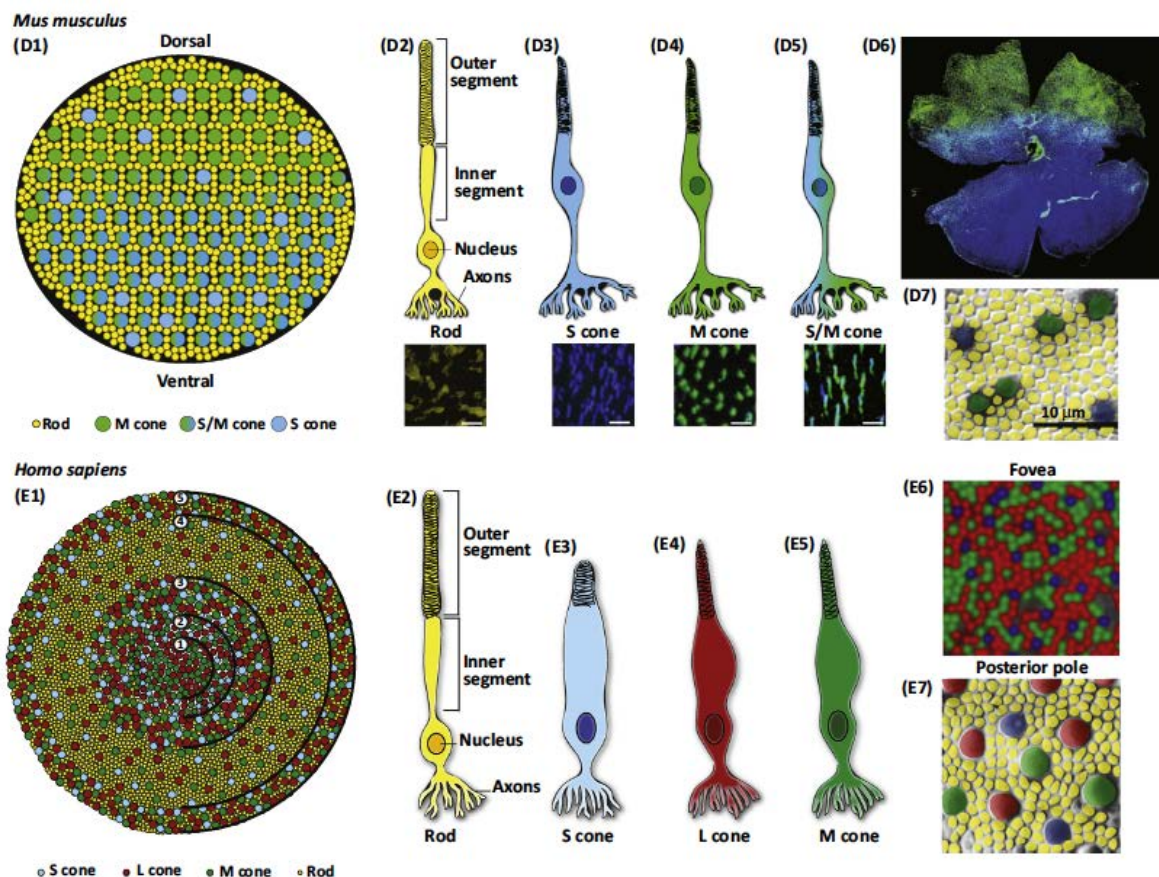 Mus musculus
(D1)
Dorsal
Ventral
Rod
M cone
S/M cone
S cone
(D2)
Outer
segment
Inner
segment
Nucleus
Axons
Rod
(D3)
S cone
(D4)
M cone
(D5)
S/M cone
(D6)
(D7)
10 μm
Homo sapiens
(E1)
5
4
3
2
1
S cone
L cone
M cone
Rod
(E2)
Outer
segment
Inner
segment
Nucleus
Axons
Rod
(E3)
S cone
(E4)
L cone
(E5)
M cone
Fovea
(E6)
Posterior pole
(E7)